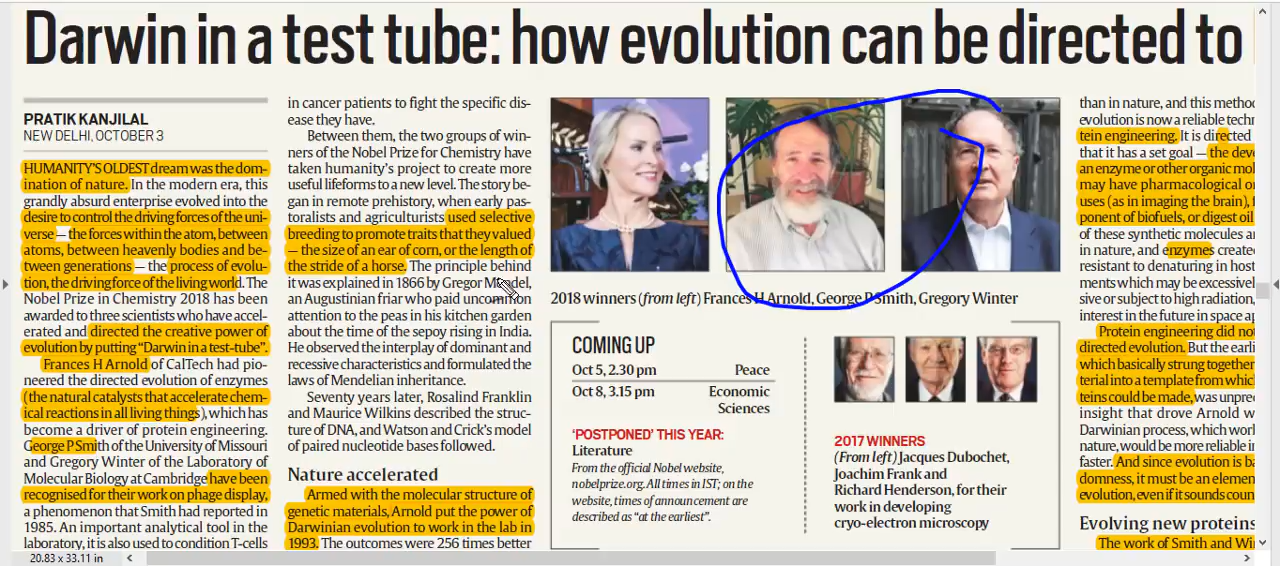 Darwin in a test tube: how evolution can be directed to
PRATIK KANJILAL
NEW DELHI, OCTOBER 3
HUMANITY'S OLDEST dream was the dom-
ination of nature. In the modern era, this
grandly absurd enterprise evolved into the
desire to control the driving forces of the uni-
verse — the forces within the atom, between
atoms, between heavenly bodies and be-
tween generations — the process of evolu-
tion, the driving force of the living world. The
Nobel Prize in Chemistry 2018 has been
awarded to three scientists who have accel-
erated and directed the creative power of
evolution by putting "Darwin in a test-tube".
Frances H Arnold of CalTech had pio-
neered the directed evolution of enzymes
(the natural catalysts that accelerate chem-
ical reactions in all living things), which has
become a driver of protein engineering.
George P Smith of the University of Missouri
and Gregory Winter of the Laboratory of
Molecular Biology at Cambridge have been
recognised for their work on phage display,
a phenomenon that Smith had reported in
1985. An important analytical tool in the
laboratory, it is also used to condition T-cells
in cancer patients to fight the specific dis-
ease they have.
Between them, the two groups of win-
ners of the Nobel Prize for Chemistry have
taken humanity's project to create more
useful lifeforms to a new level. The story be-
gan in remote prehistory, when early pas-
toralists and agriculturists used selective
breeding to promote traits that they valued
— the size of an ear of corn, or the length of
the stride of a horse. The principle behind
it was explained in 1866 by Gregor Mendel,
an Augustinian friar who paid uncommon
attention to the peas in his kitchen garden
about the time of the sepoy rising in India.
He observed the interplay of dominant and
recessive characteristics and formulated the
laws of Mendelian inheritance.
Seventy years later, Rosalind Franklin
and Maurice Wilkins described the struc-
ture of DNA, and Watson and Crick's model
of paired nucleotide bases followed.
Nature accelerated
Armed with the molecular structure of
genetic materials, Arnold put the power of
Darwinian evolution to work in the lab in
1993. The outcomes were 256 times better
2018 winners (from left) Frances H Arnold, George P Smith, Gregory Winter
COMING UP
Oct 5, 2.30 pm Peace
Oct 8, 3.15 pm Economic
Sciences
'POSTPONED' THIS YEAR:
Literature
From the official Nobel website,
nobelprize.org. All times in IST; on the
website, times of announcement are
described as "at the earliest".
2017 WINNERS
(From left) Jacques Dubochet,
Joachim Frank and
Richard Henderson, for their
work in developing
cryo-electron microscopy
than in nature, and this method
evolution is now a reliable
tein engineering. It is directed
that it has a set goal — the
an enzyme or other organic
may have pharmacological
uses (as in imaging the brain),
ponent of biofuels, or digest oil
of these synthetic molecules
in nature, and enzymes
resistant to denaturing in
ments which may be
sive or subject to high radiation,
interest in the future in space
Protein engineering did
directed evolution. But the
which basically strung together
terial into a template from
teins could be made, was
insight that drove Arnold
Darwinian process, which
nature, would be more reliable
faster. And since evolution is
domness, it must be an
evolution, even if it sounds
Evolving new proteins
The work of Smith and
20.83 x 33.11 in